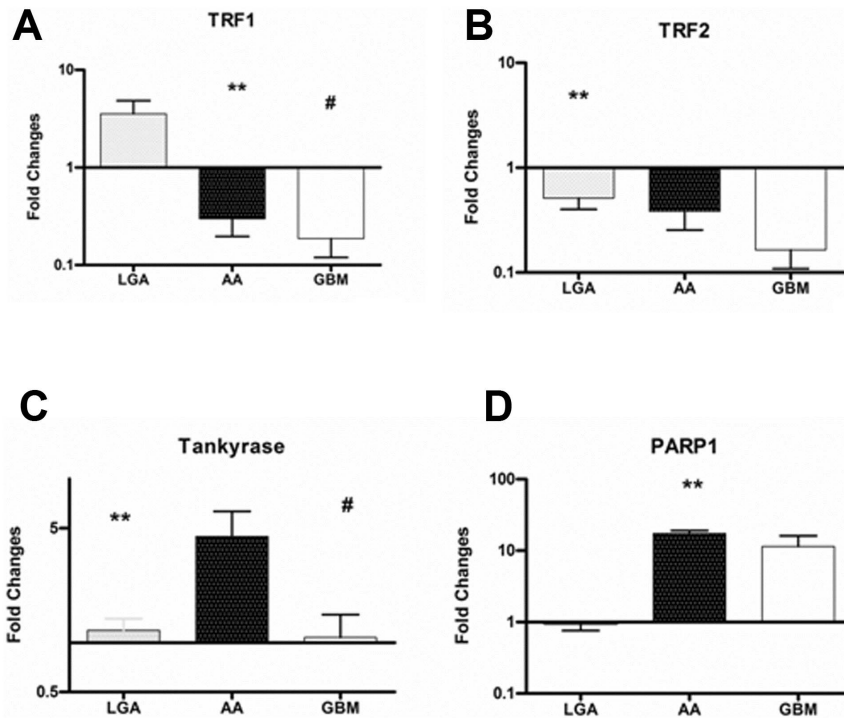 A
TRF1
Fold Changes
10
1
0.1
**
#
LGA AA GBM
B
TRF2
Fold Changes
10
1
0.1
**
LGA AA GBM
C
Tankyrase
Fold Changes
5
0.5
**
#
LGA AA GBM
D
PARP1
Fold Changes
100
10
1
0.1
**
LGA AA GBM